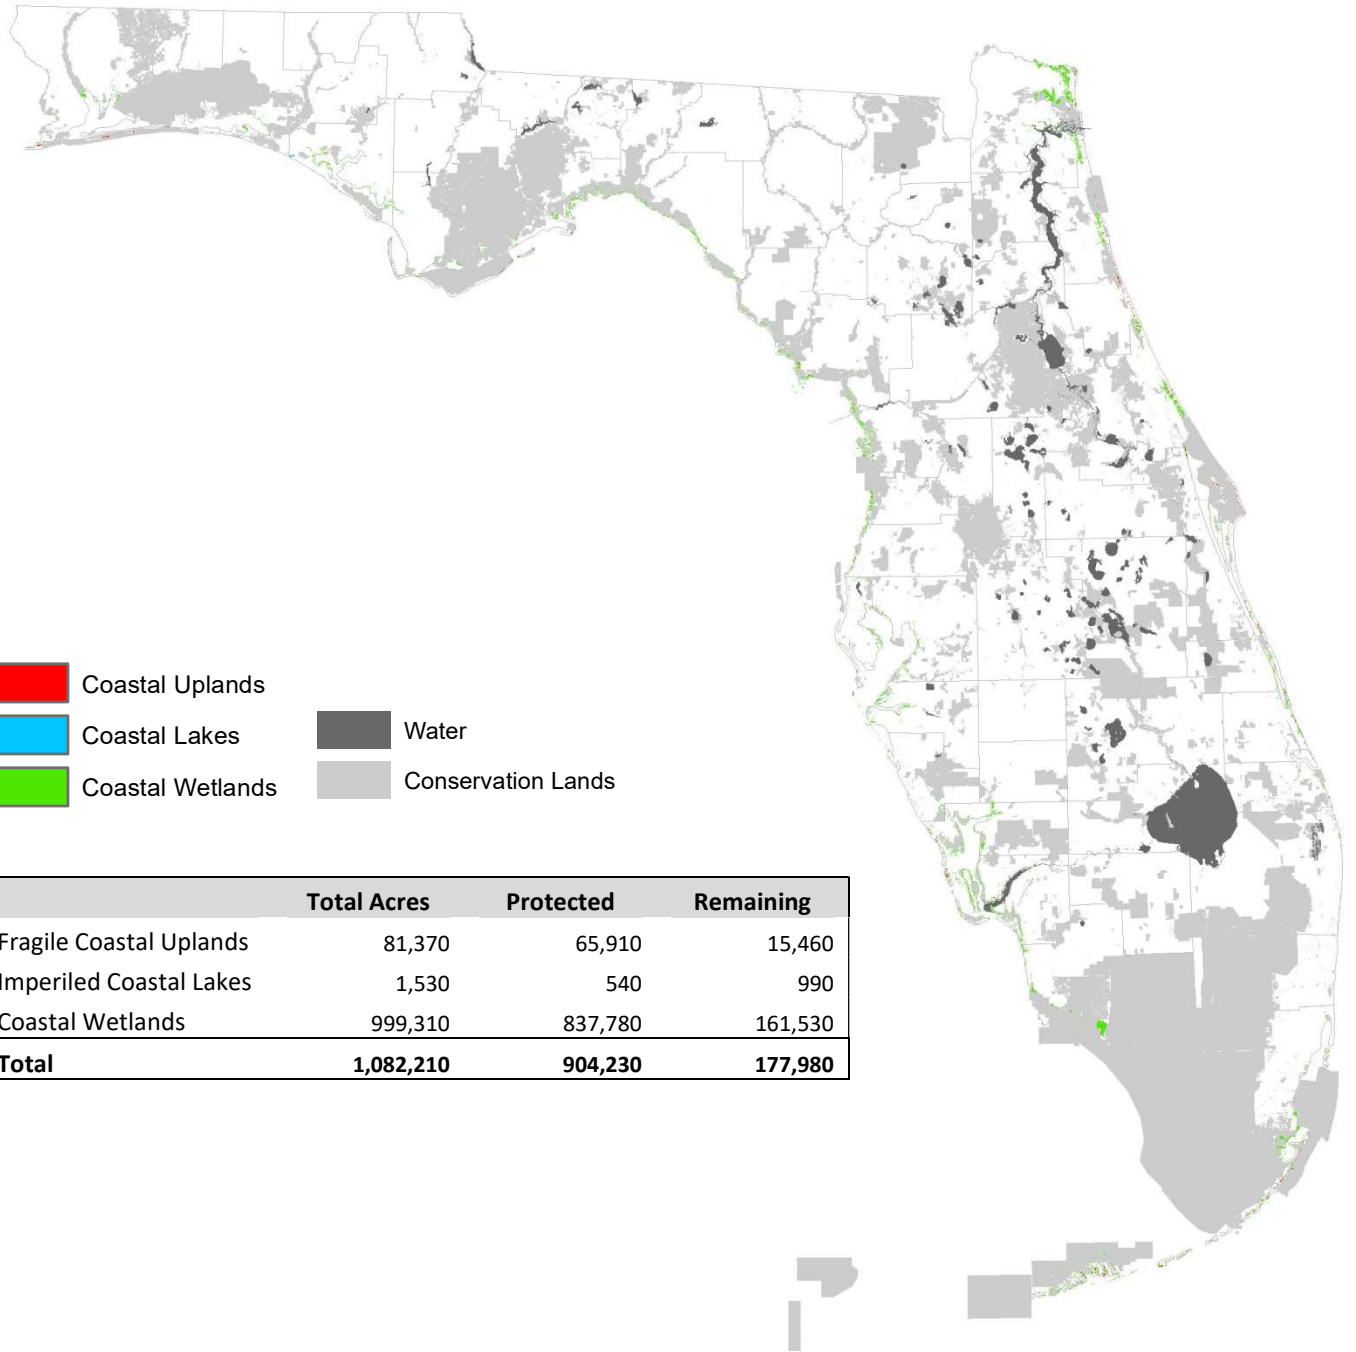 Coastal Uplands
Coastal Lakes
Coastal Wetlands
Water
Conservation Lands
Total Acres Protected Remaining
Fragile Coastal Uplands 81,370 65,910 15,460
Imperiled Coastal Lakes 1,530 540 990
Coastal Wetlands 999,310 837,780 161,530
Total 1,082,210 904,230 177,980